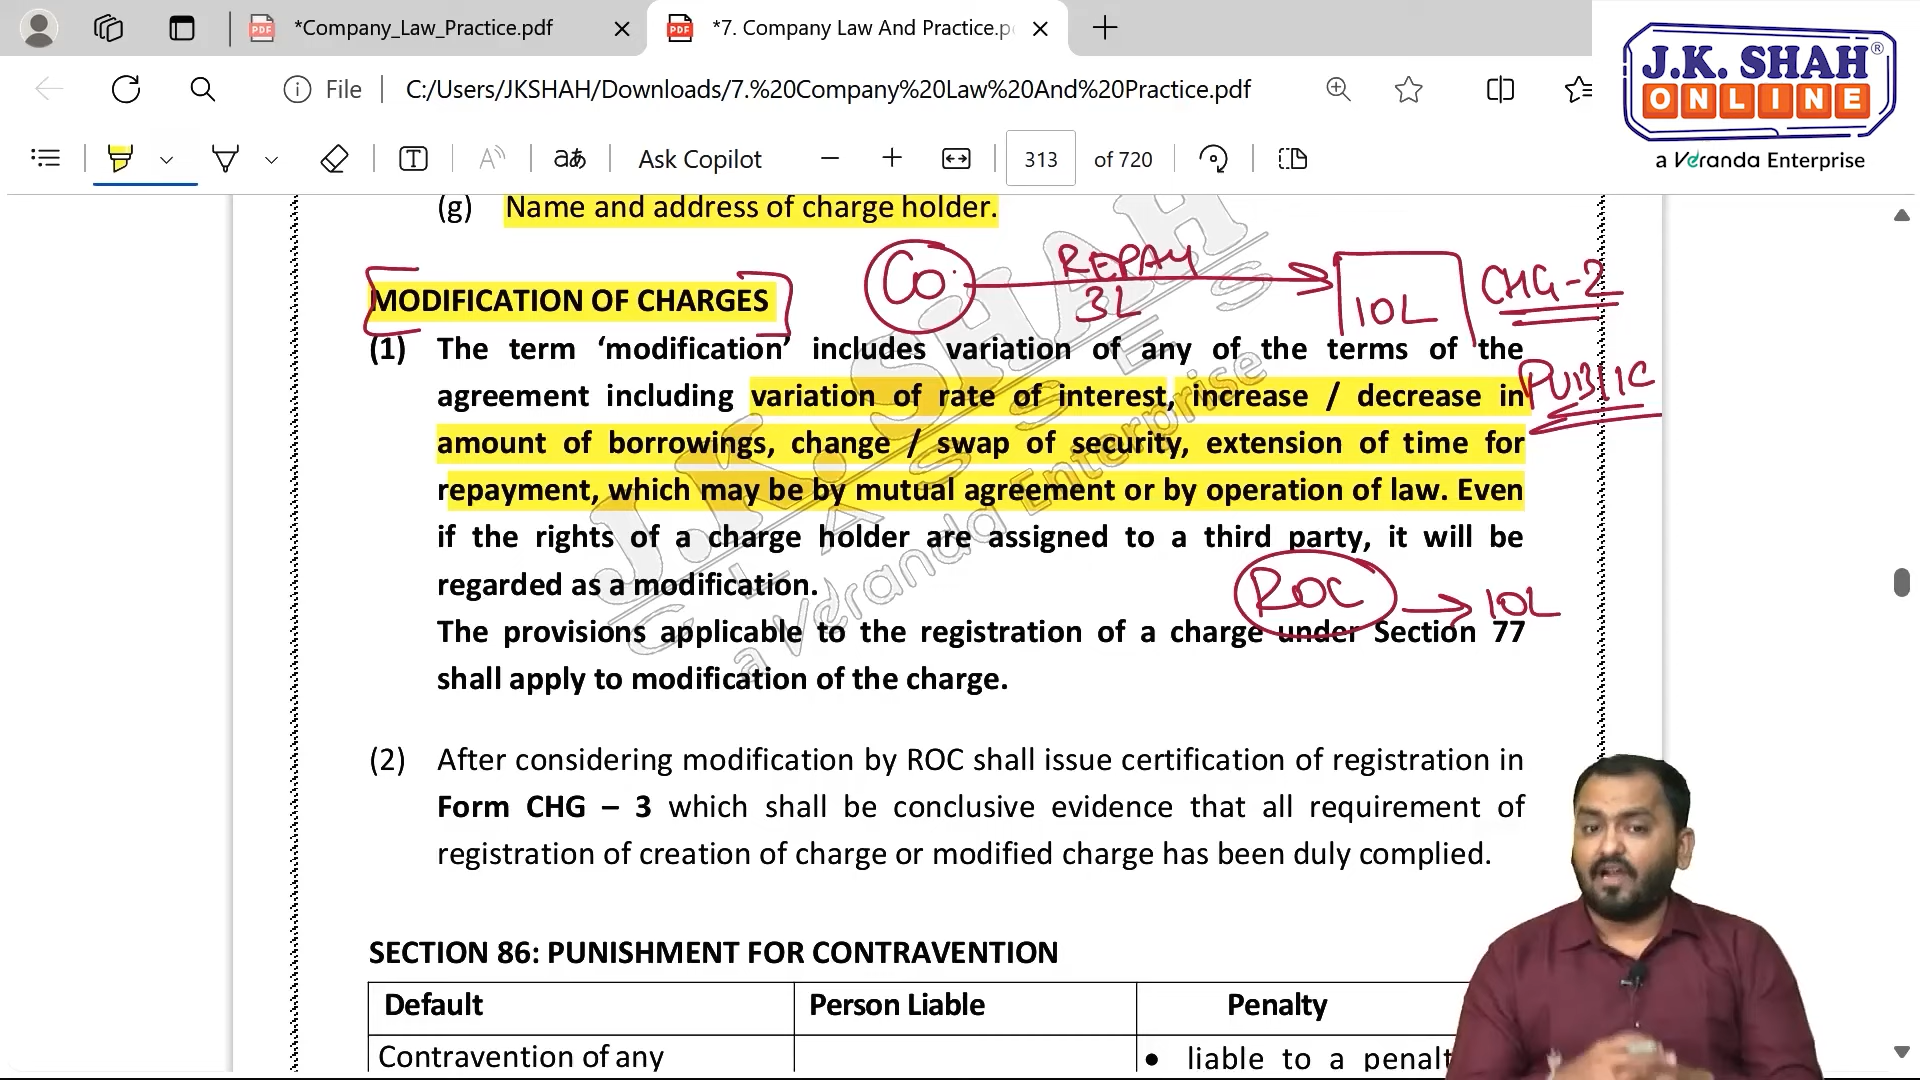 *Company_Law_Practice.pdf
*7. Company Law And Practice.p
File
C:/Users/JKSHAH/Downloads/7.%20Company%20Law%20And%20Practice.pdf
Ask Copilot
313 of 720
J.K. SHAH®
ONLINE
a Veranda Enterprise
(g) Name and address of charge holder.
Co REPAY 3L 10L CHG-2
MODIFICATION OF CHARGES
(1) The term ‘modification’ includes variation of any of the terms of the
agreement including variation of rate of interest, increase / decrease in
PUBLIC
amount of borrowings, change / swap of security, extension of time for
repayment, which may be by mutual agreement or by operation of law. Even
if the rights of a charge holder are assigned to a third party, it will be
regarded as a modification.
ROC → 10L
The provisions applicable to the registration of a charge under Section 77
shall apply to modification of the charge.
(2) After considering modification by ROC shall issue certification of registration in
Form CHG – 3 which shall be conclusive evidence that all requirement of
registration of creation of charge or modified charge has been duly complied.
SECTION 86: PUNISHMENT FOR CONTRAVENTION
Default Person Liable Penalty
Contravention of any • liable to a penalt
J.K. SHAH
CLASSES
a Veranda Enterprise